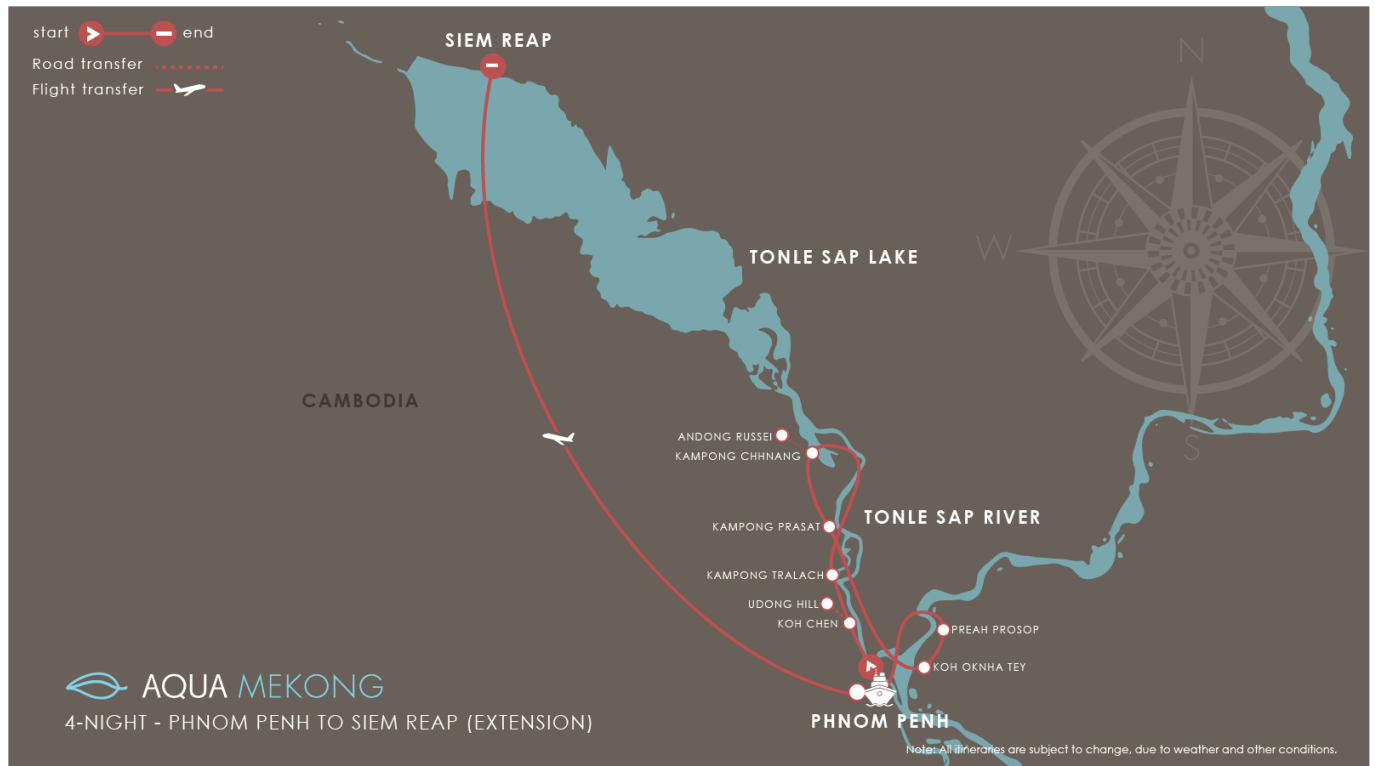 start end
Road transfer
Flight transfer
SIEM REAP
N
W
TONLE SAP LAKE
CAMBODIA
S
ANDONG RUSSEI
KAMPONG CHHNANG
TONLE SAP RIVER
KAMPONG PRASAT
KAMPONG TRALACH
UDONG HILL
KOH CHEN
PREAH PROSOP
KOH OKNHA TEY
AQUA MEKONG
4-NIGHT - PHNOM PENH TO SIEM REAP (EXTENSION)
PHNOM PENH
Note: All itineraries are subject to change, due to weather and other conditions.